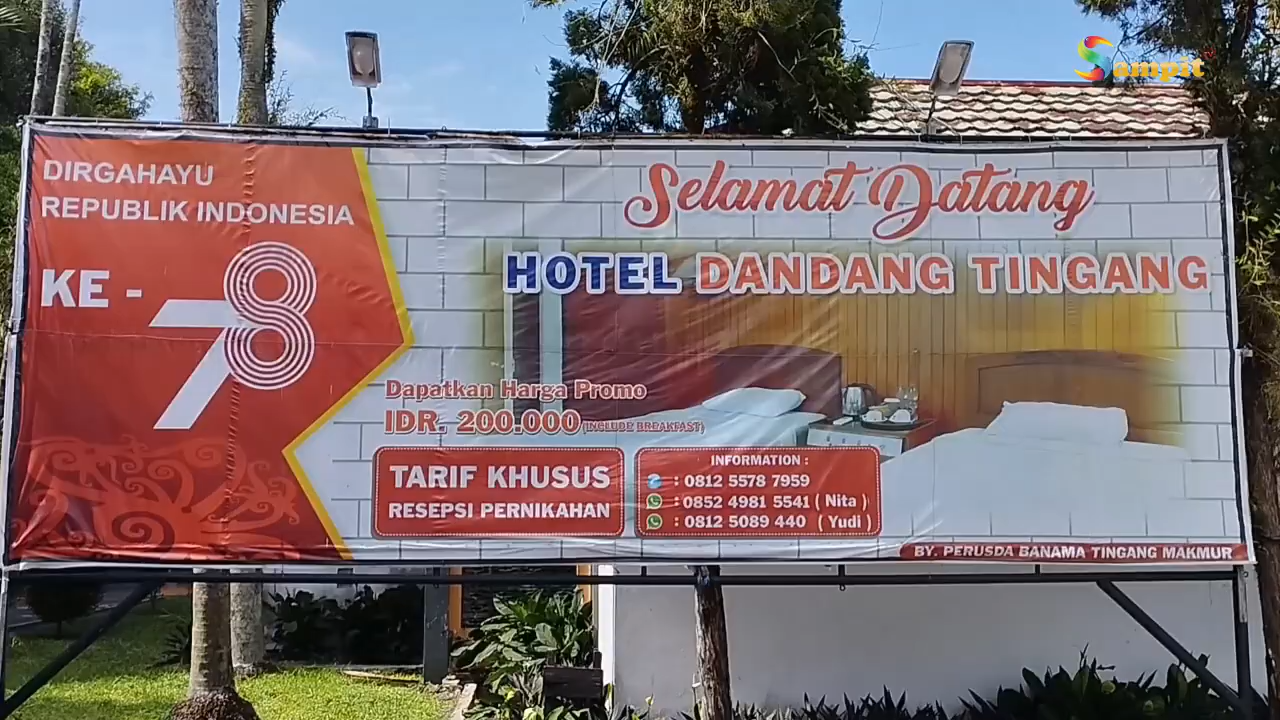 Sampit
DIRGAHAYU
REPUBLIK INDONESIA
KE - 78
Selamat Datang
HOTEL DANDANG TINGANG
Dapatkan Harga Promo
IDR. 200.000 (INCLUDE BREAKFAST)
TARIF KHUSUS
RESEPSI PERNIKAHAN
INFORMATION :
: 0812 5578 7959
: 0852 4981 5541 ( Nita )
: 0812 5089 440 ( Yudi )
BY. PERUSDA BANAMA TINGANG MAKMUR